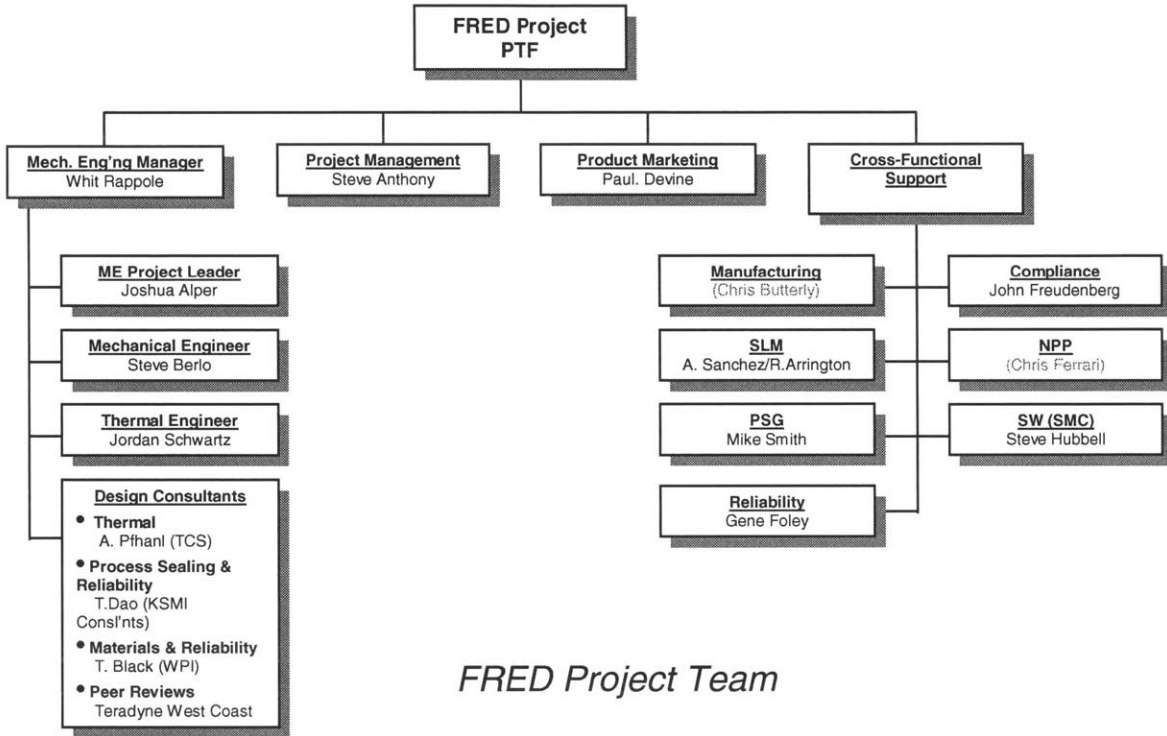 FRED Project
PTF
Mech. Eng'ng Manager
Whit Rappole
Project Management
Steve Anthony
Product Marketing
Paul. Devine
Cross-Functional
Support
ME Project Leader
Joshua Alper
Mechanical Engineer
Steve Berlo
Thermal Engineer
Jordan Schwartz
Design Consultants
• Thermal
A. Pfhanl (TCS)
• Process Sealing &
Reliability
T.Dao (KSMI
Consl'nts)
• Materials & Reliability
T. Black (WPI)
• Peer Reviews
Teradyne West Coast
Manufacturing
(Chris Butterly)
Compliance
John Freudenberg
SLM
A. Sanchez/R.Arrington
NPP
(Chris Ferrari)
PSG
Mike Smith
SW (SMC)
Steve Hubbell
Reliability
Gene Foley
FRED Project Team